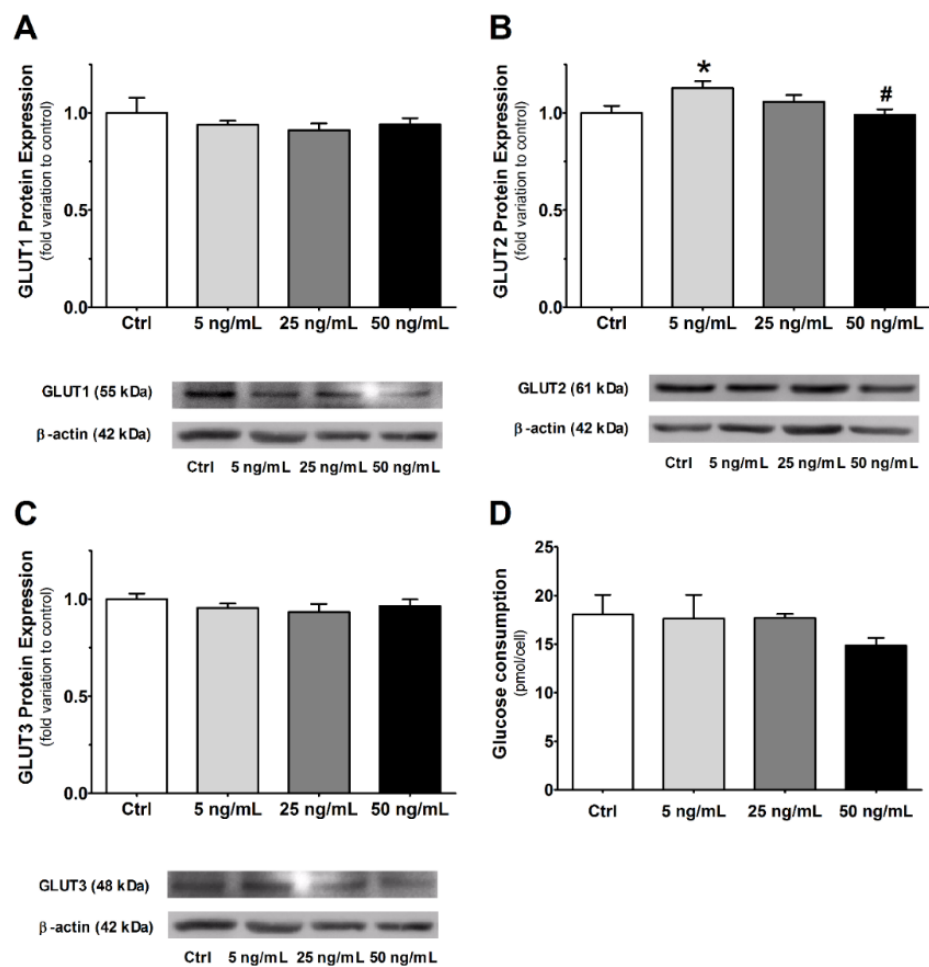 A
GLUT1 Protein Expression
(fold variation to control)
1.0
0.5
0.0
Ctrl 5 ng/mL 25 ng/mL 50 ng/mL
GLUT1 (55 kDa)
β-actin (42 kDa)
Ctrl 5 ng/mL 25 ng/mL 50 ng/mL
B
GLUT2 Protein Expression
(fold variation to control)
1.0
0.5
0.0
*
#
Ctrl 5 ng/mL 25 ng/mL 50 ng/mL
GLUT2 (61 kDa)
β-actin (42 kDa)
Ctrl 5 ng/mL 25 ng/mL 50 ng/mL
C
GLUT3 Protein Expression
(fold variation to control)
1.0
0.5
0.0
Ctrl 5 ng/mL 25 ng/mL 50 ng/mL
GLUT3 (48 kDa)
β-actin (42 kDa)
Ctrl 5 ng/mL 25 ng/mL 50 ng/mL
D
Glucose consumption
(pmol/cell)
25
20
15
10
5
0
Ctrl 5 ng/mL 25 ng/mL 50 ng/mL